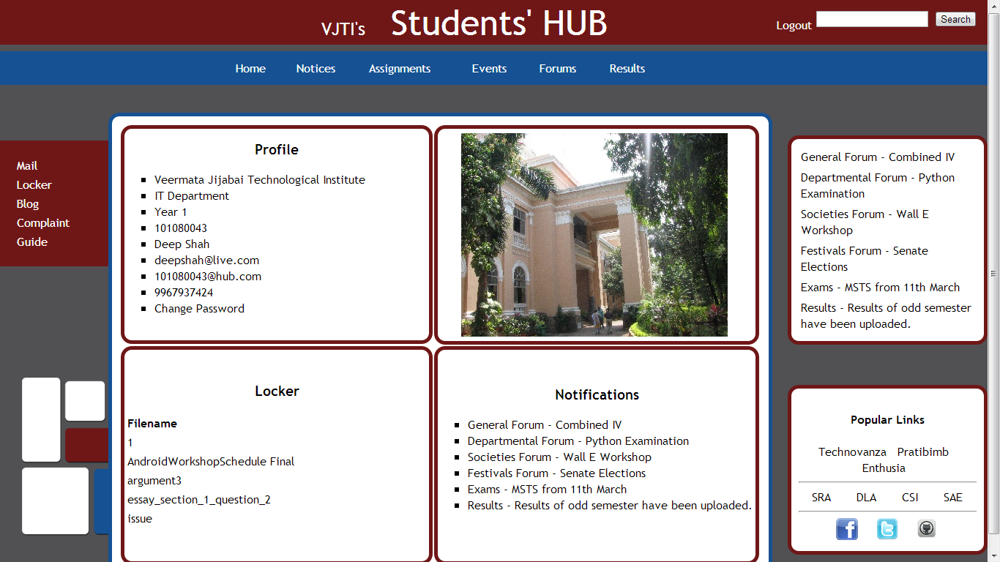 VJTI's Students' HUB
Logout
Search
Home Notices Assignments Events Forums Results
Mail
Locker
Blog
Complaint
Guide
Profile
Veermata Jijabai Technological Institute
IT Department
Year 1
101080043
Deep Shah
deepshah@live.com
101080043@hub.com
9967937424
Change Password
Locker
Filename
1
AndroidWorkshopSchedule Final
argument3
essay_section_1_question_2
issue
Notifications
General Forum - Combined IV
Departmental Forum - Python Examination
Societies Forum - Wall E Workshop
Festivals Forum - Senate Elections
Exams - MSTS from 11th March
Results - Results of odd semester have been uploaded.
General Forum - Combined IV
Departmental Forum - Python
Examination
Societies Forum - Wall E
Workshop
Festivals Forum - Senate
Elections
Exams - MSTS from 11th March
Results - Results of odd semester
have been uploaded.
Popular Links
Technovanza Pratibimb
Enthusia
SRA DLA CSI SAE